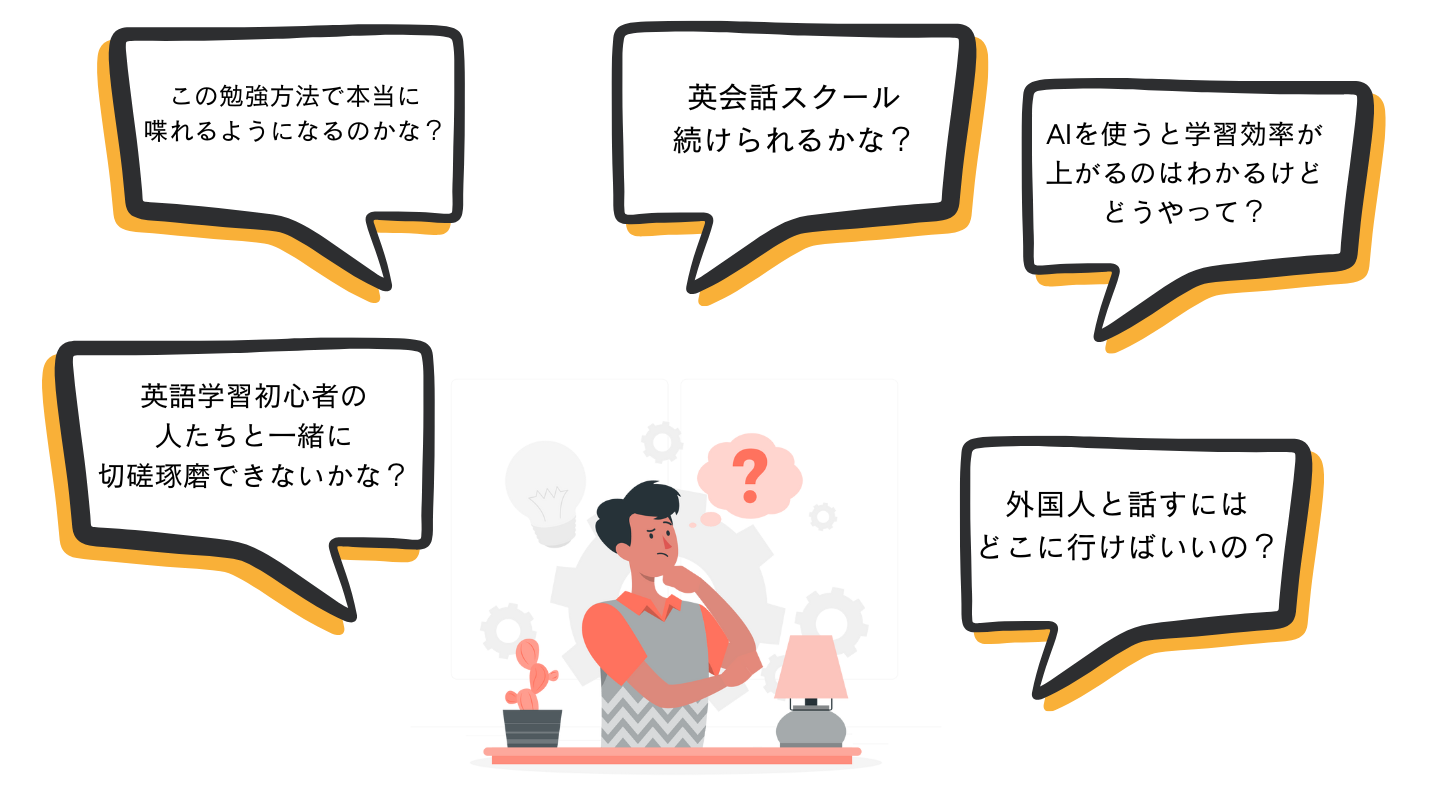 この勉強方法で本当に
喋れるようになるのかな？
英会話スクール
続けられるかな？
AIを使うと学習効率が
上がるのはわかるけど
どうやって？
英語学習初心者の
人たちと一緒に
切磋琢磨できないかな？
?
外国人と話すには
どこに行けばいいの？